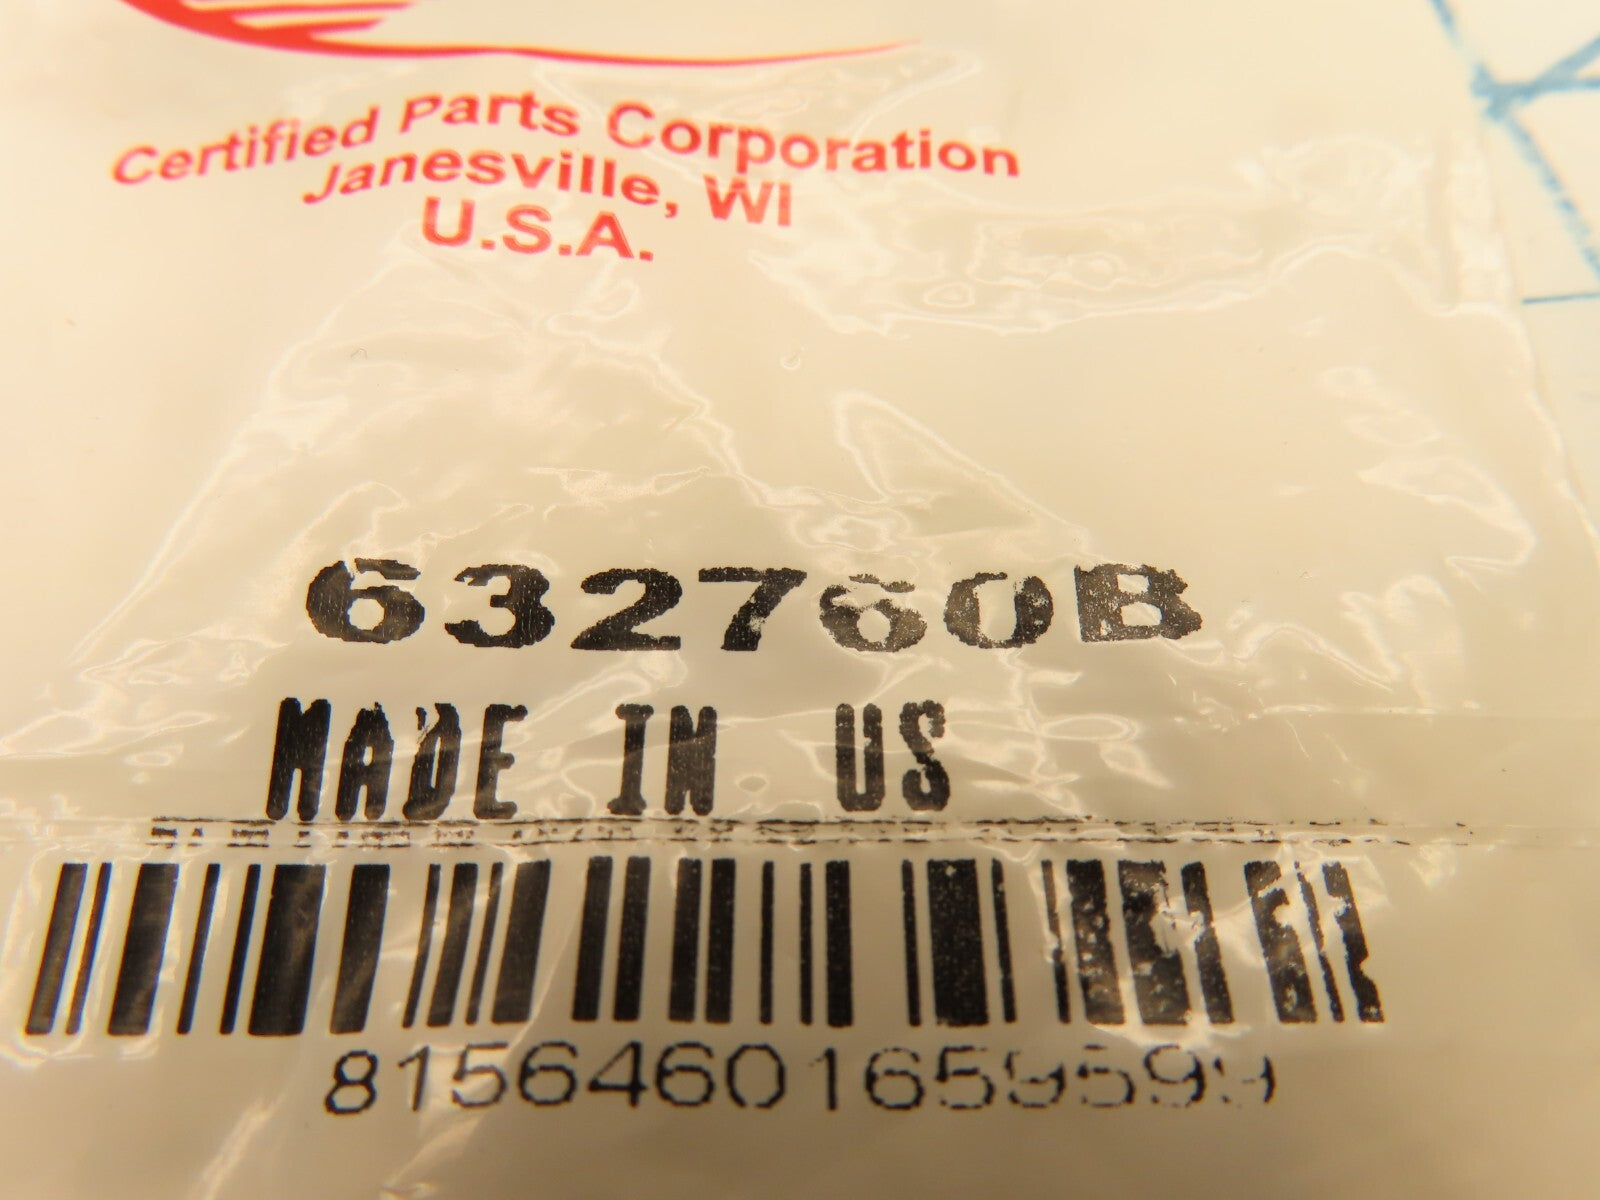 Certified Parts Corporation
Janesville, WI
U.S.A.
632760B
MADE IN US